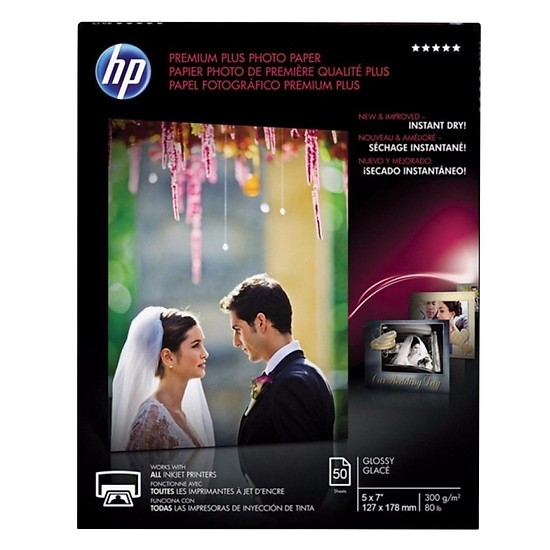 hp
PREMIUM PLUS PHOTO PAPER
PAPIER PHOTO DE PREMIÈRE QUALITÉ PLUS
PAPEL FOTOGRÁFICO PREMIUM PLUS
NEW & IMPROVED –
INSTANT DRY!
NOUVEAU & AMÉLIORÉ –
SÉCHAGE INSTANTANÉ!
NUEVO Y MEJORADO:
¡SECADO INSTANTÁNEO!
Our Wedding Day
WORKS WITH
ALL INKJET PRINTERS
FONCTIONNE AVEC
TOUTES LES IMPRIMANTES À JET D'ENCRE
FUNCIONA CON
TODAS LAS IMPRESORAS DE INYECCIÓN DE TINTA
50
Sheets
GLOSSY
GLACÉ
5 x 7"
127 x 178 mm
300 g/m²
80 lb